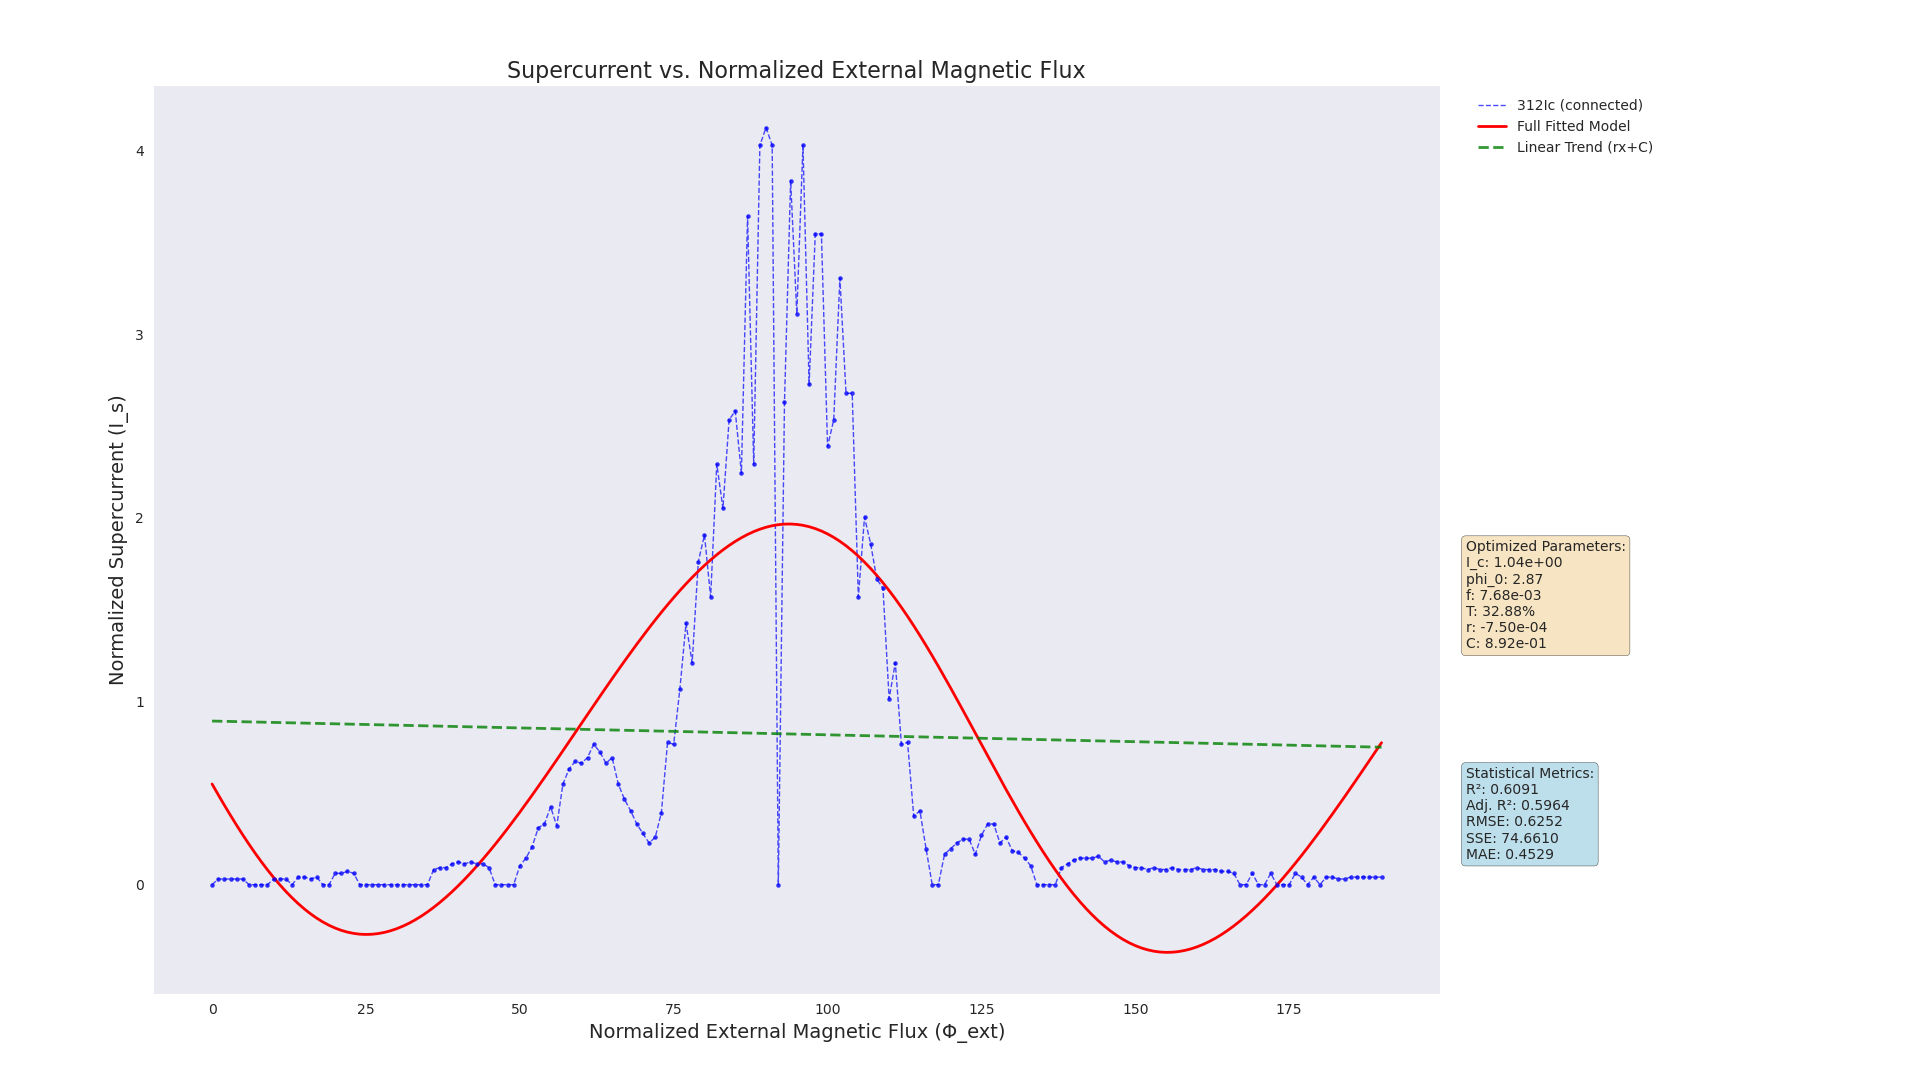 Supercurrent vs. Normalized External Magnetic Flux
312Ic (connected)
Full Fitted Model
Linear Trend (rx+C)
Normalized Supercurrent (I_s)
4
3
2
1
0
Optimized Parameters:
I_c: 1.04e+00
phi_0: 2.87
f: 7.68e-03
T: 32.88%
r: -7.50e-04
C: 8.92e-01
Statistical Metrics:
R²: 0.6091
Adj. R²: 0.5964
RMSE: 0.6252
SSE: 74.6610
MAE: 0.4529
0 25 50 75 100 125 150 175
Normalized External Magnetic Flux (Φ_ext)